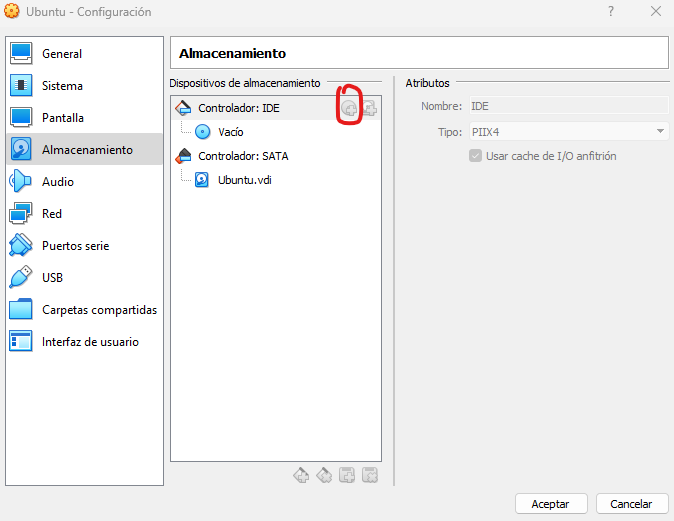 Ubuntu - Configuración
?
General
Sistema
Pantalla
Almacenamiento
Audio
Red
Puertos serie
USB
Carpetas compartidas
Interfaz de usuario
Almacenamiento
Dispositivos de almacenamiento
Controlador: IDE
Vacío
Controlador: SATA
Ubuntu.vdi
Atributos
Nombre: IDE
Tipo: PIIX4
Usar cache de I/O anfitrión
Aceptar
Cancelar